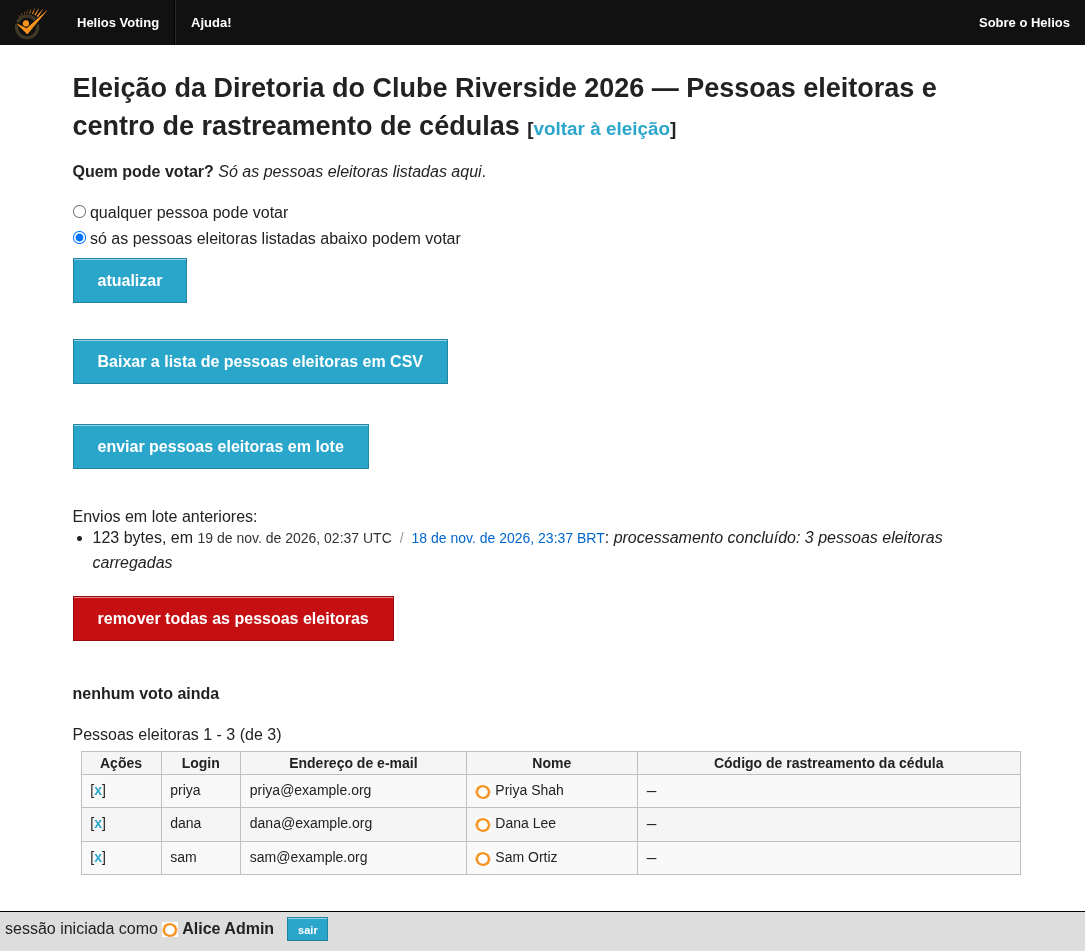 Helios Voting Ajuda! Sobre o Helios
Eleição da Diretoria do Clube Riverside 2026 — Pessoas eleitoras e
centro de rastreamento de cédulas [voltar à eleição]
Quem pode votar? Só as pessoas eleitoras listadas aqui.
qualquer pessoa pode votar
só as pessoas eleitoras listadas abaixo podem votar
atualizar
Baixar a lista de pessoas eleitoras em CSV
enviar pessoas eleitoras em lote
Envios em lote anteriores:
• 123 bytes, em 19 de nov. de 2026, 02:37 UTC / 18 de nov. de 2026, 23:37 BRT: processamento concluído: 3 pessoas eleitoras
carregadas
remover todas as pessoas eleitoras
nenhum voto ainda
Pessoas eleitoras 1 - 3 (de 3)
Ações Login Endereço de e-mail Nome Código de rastreamento da cédula
[x] priya priya@example.org Priya Shah –
[x] dana dana@example.org Dana Lee –
[x] sam sam@example.org Sam Ortiz –
sessão iniciada como Alice Admin sair